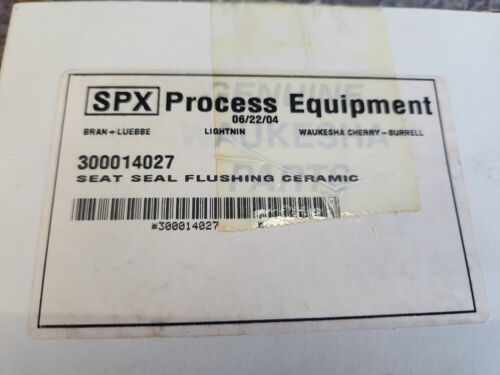 SPX Process Equipment
06/22/04
BRAN+LUEBBE LIGHTNIN WAUKESHA CHERRY-BURRELL
GENUINE
WAUKESHA
PARTS
300014027
SEAT SEAL FLUSHING CERAMIC
*300014027